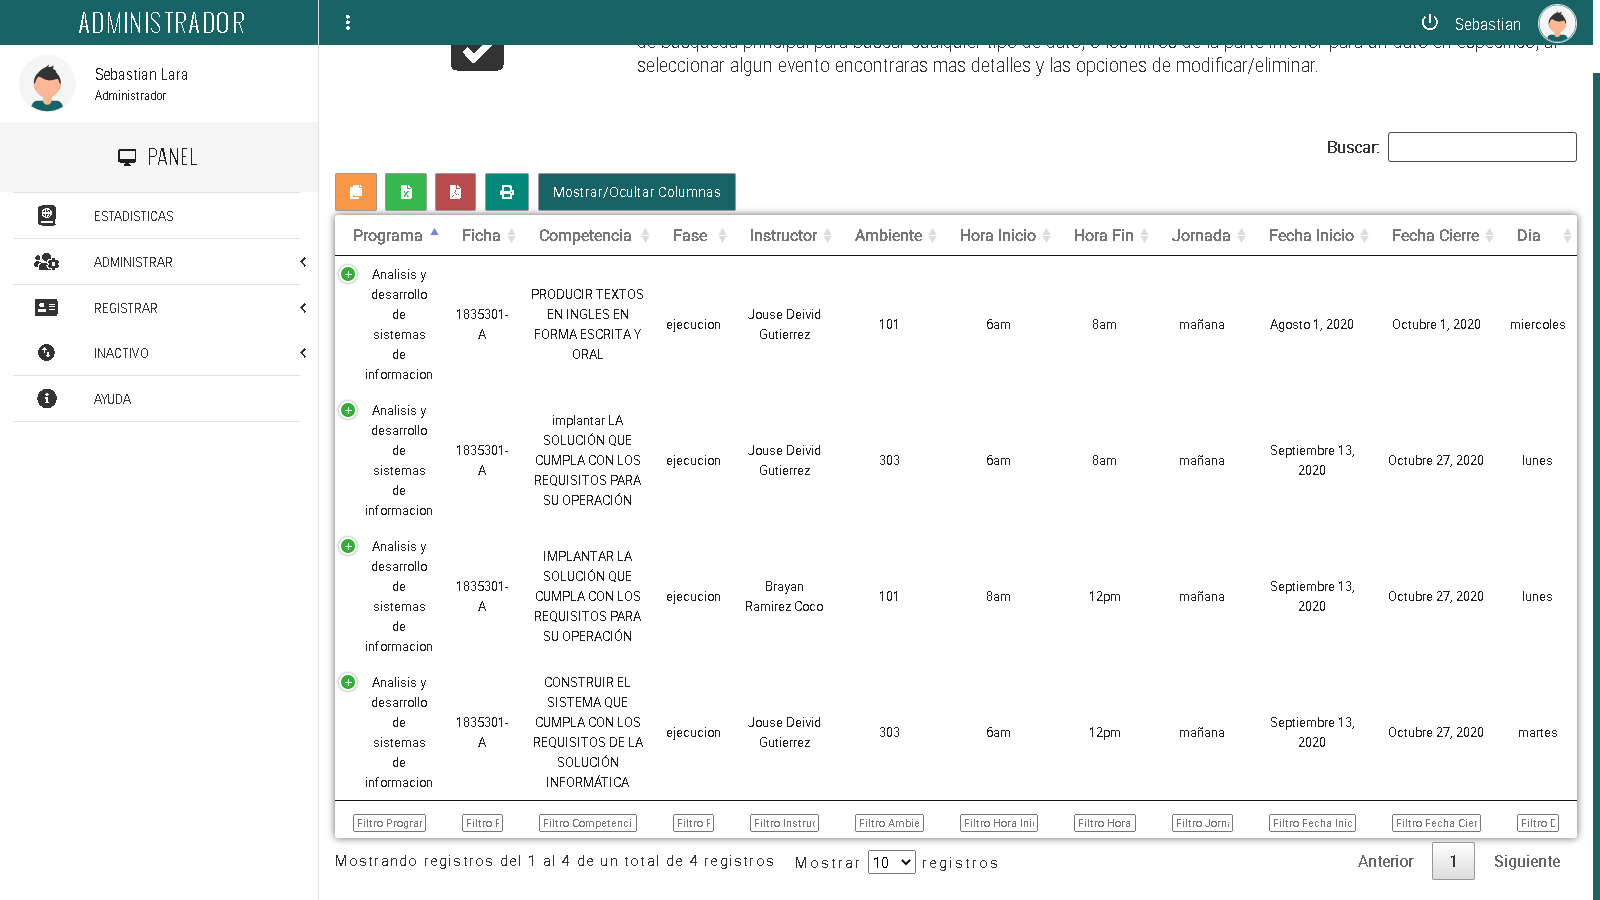 ADMINISTRADOR
Sebastian
Sebastian Lara
Administrador
PANEL
ESTADISTICAS
ADMINISTRAR
REGISTRAR
INACTIVO
AYUDA
seleccionar algun evento encontraras mas detalles y las opciones de modificar/eliminar.
Buscar:
Mostrar/Ocultar Columnas
Programa Ficha Competencia Fase Instructor Ambiente Hora Inicio Hora Fin Jornada Fecha Inicio Fecha Cierre Dia
Analisis y
desarrollo
de
sistemas
de
informacion
1835301-
A
PRODUCIR TEXTOS
EN INGLES EN
FORMA ESCRITA Y
ORAL
ejecucion
Jouse Deivid
Gutierrez
101
6am
8am
mañana
Agosto 1, 2020
Octubre 1, 2020
miercoles
Analisis y
desarrollo
de
sistemas
de
informacion
1835301-
A
implantar LA
SOLUCIÓN QUE
CUMPLA CON LOS
REQUISITOS PARA
SU OPERACIÓN
ejecucion
Jouse Deivid
Gutierrez
303
6am
8am
mañana
Septiembre 13,
2020
Octubre 27, 2020
lunes
Analisis y
desarrollo
de
sistemas
de
informacion
1835301-
A
IMPLANTAR LA
SOLUCIÓN QUE
CUMPLA CON LOS
REQUISITOS PARA
SU OPERACIÓN
ejecucion
Brayan
Ramirez Coco
101
8am
12pm
mañana
Septiembre 13,
2020
Octubre 27, 2020
lunes
Analisis y
desarrollo
de
sistemas
de
informacion
1835301-
A
CONSTRUIR EL
SISTEMA QUE
CUMPLA CON LOS
REQUISITOS DE LA
SOLUCIÓN
INFORMÁTICA
ejecucion
Jouse Deivid
Gutierrez
303
6am
12pm
mañana
Septiembre 13,
2020
Octubre 27, 2020
martes
Filtro Prograr Filtro F Filtro Competenci Filtro F Filtro Instruc Filtro Ambie Filtro Hora Inic Filtro Hora Filtro Jorn Filtro Fecha Inic Filtro Fecha Cier Filtro D
Mostrando registros del 1 al 4 de un total de 4 registros Mostrar 10 registros
Anterior 1 Siguiente